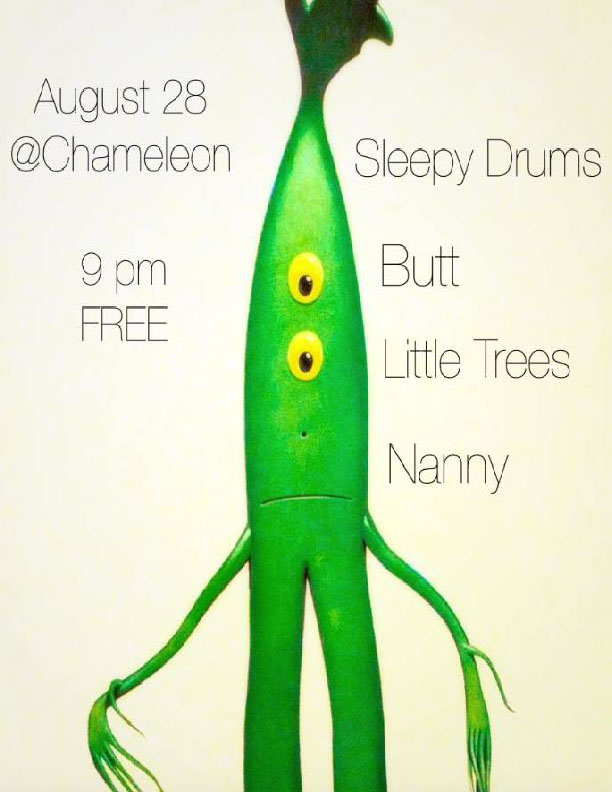 August 28
@Chameleon
9 pm
FREE
Sleepy Drums
Butt
Little Trees
Nanny